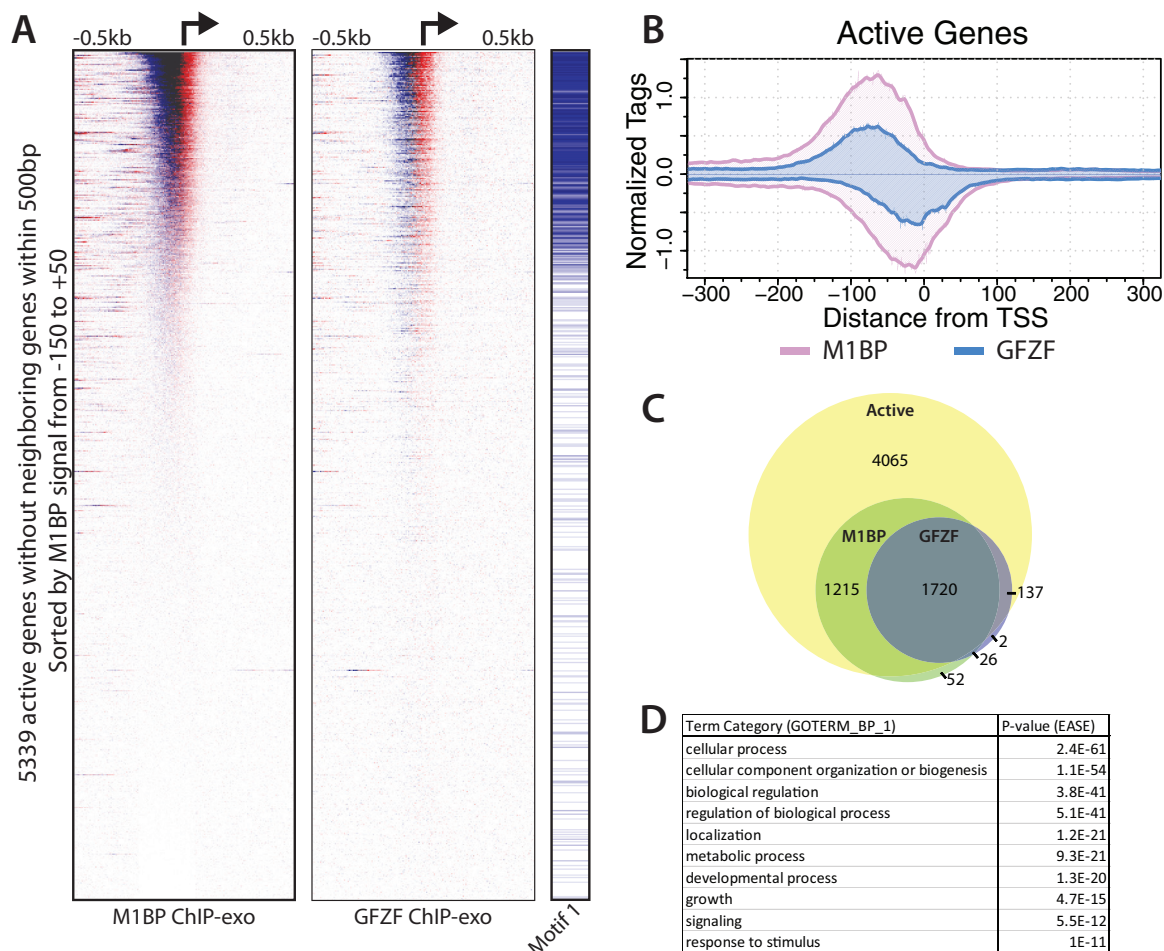 A
-0.5kb
0.5kb
-0.5kb
0.5kb
5339 active genes without neighboring genes within 500bp
Sorted by M1BP signal from -150 to +50
M1BP ChIP-exo
GFZF ChIP-exo
Motif 1
B
Active Genes
Normalized Tags
1.0
0.0
−1.0
−300
−200
−100
0
100
200
300
Distance from TSS
M1BP
GFZF
C
Active
4065
M1BP
GFZF
1215
1720
137
2
26
52
D
Term Category (GOTERM_BP_1) P-value (EASE)
cellular process 2.4E-61
cellular component organization or biogenesis 1.1E-54
biological regulation 3.8E-41
regulation of biological process 5.1E-41
localization 1.2E-21
metabolic process 9.3E-21
developmental process 1.3E-20
growth 4.7E-15
signaling 5.5E-12
response to stimulus 1E-11